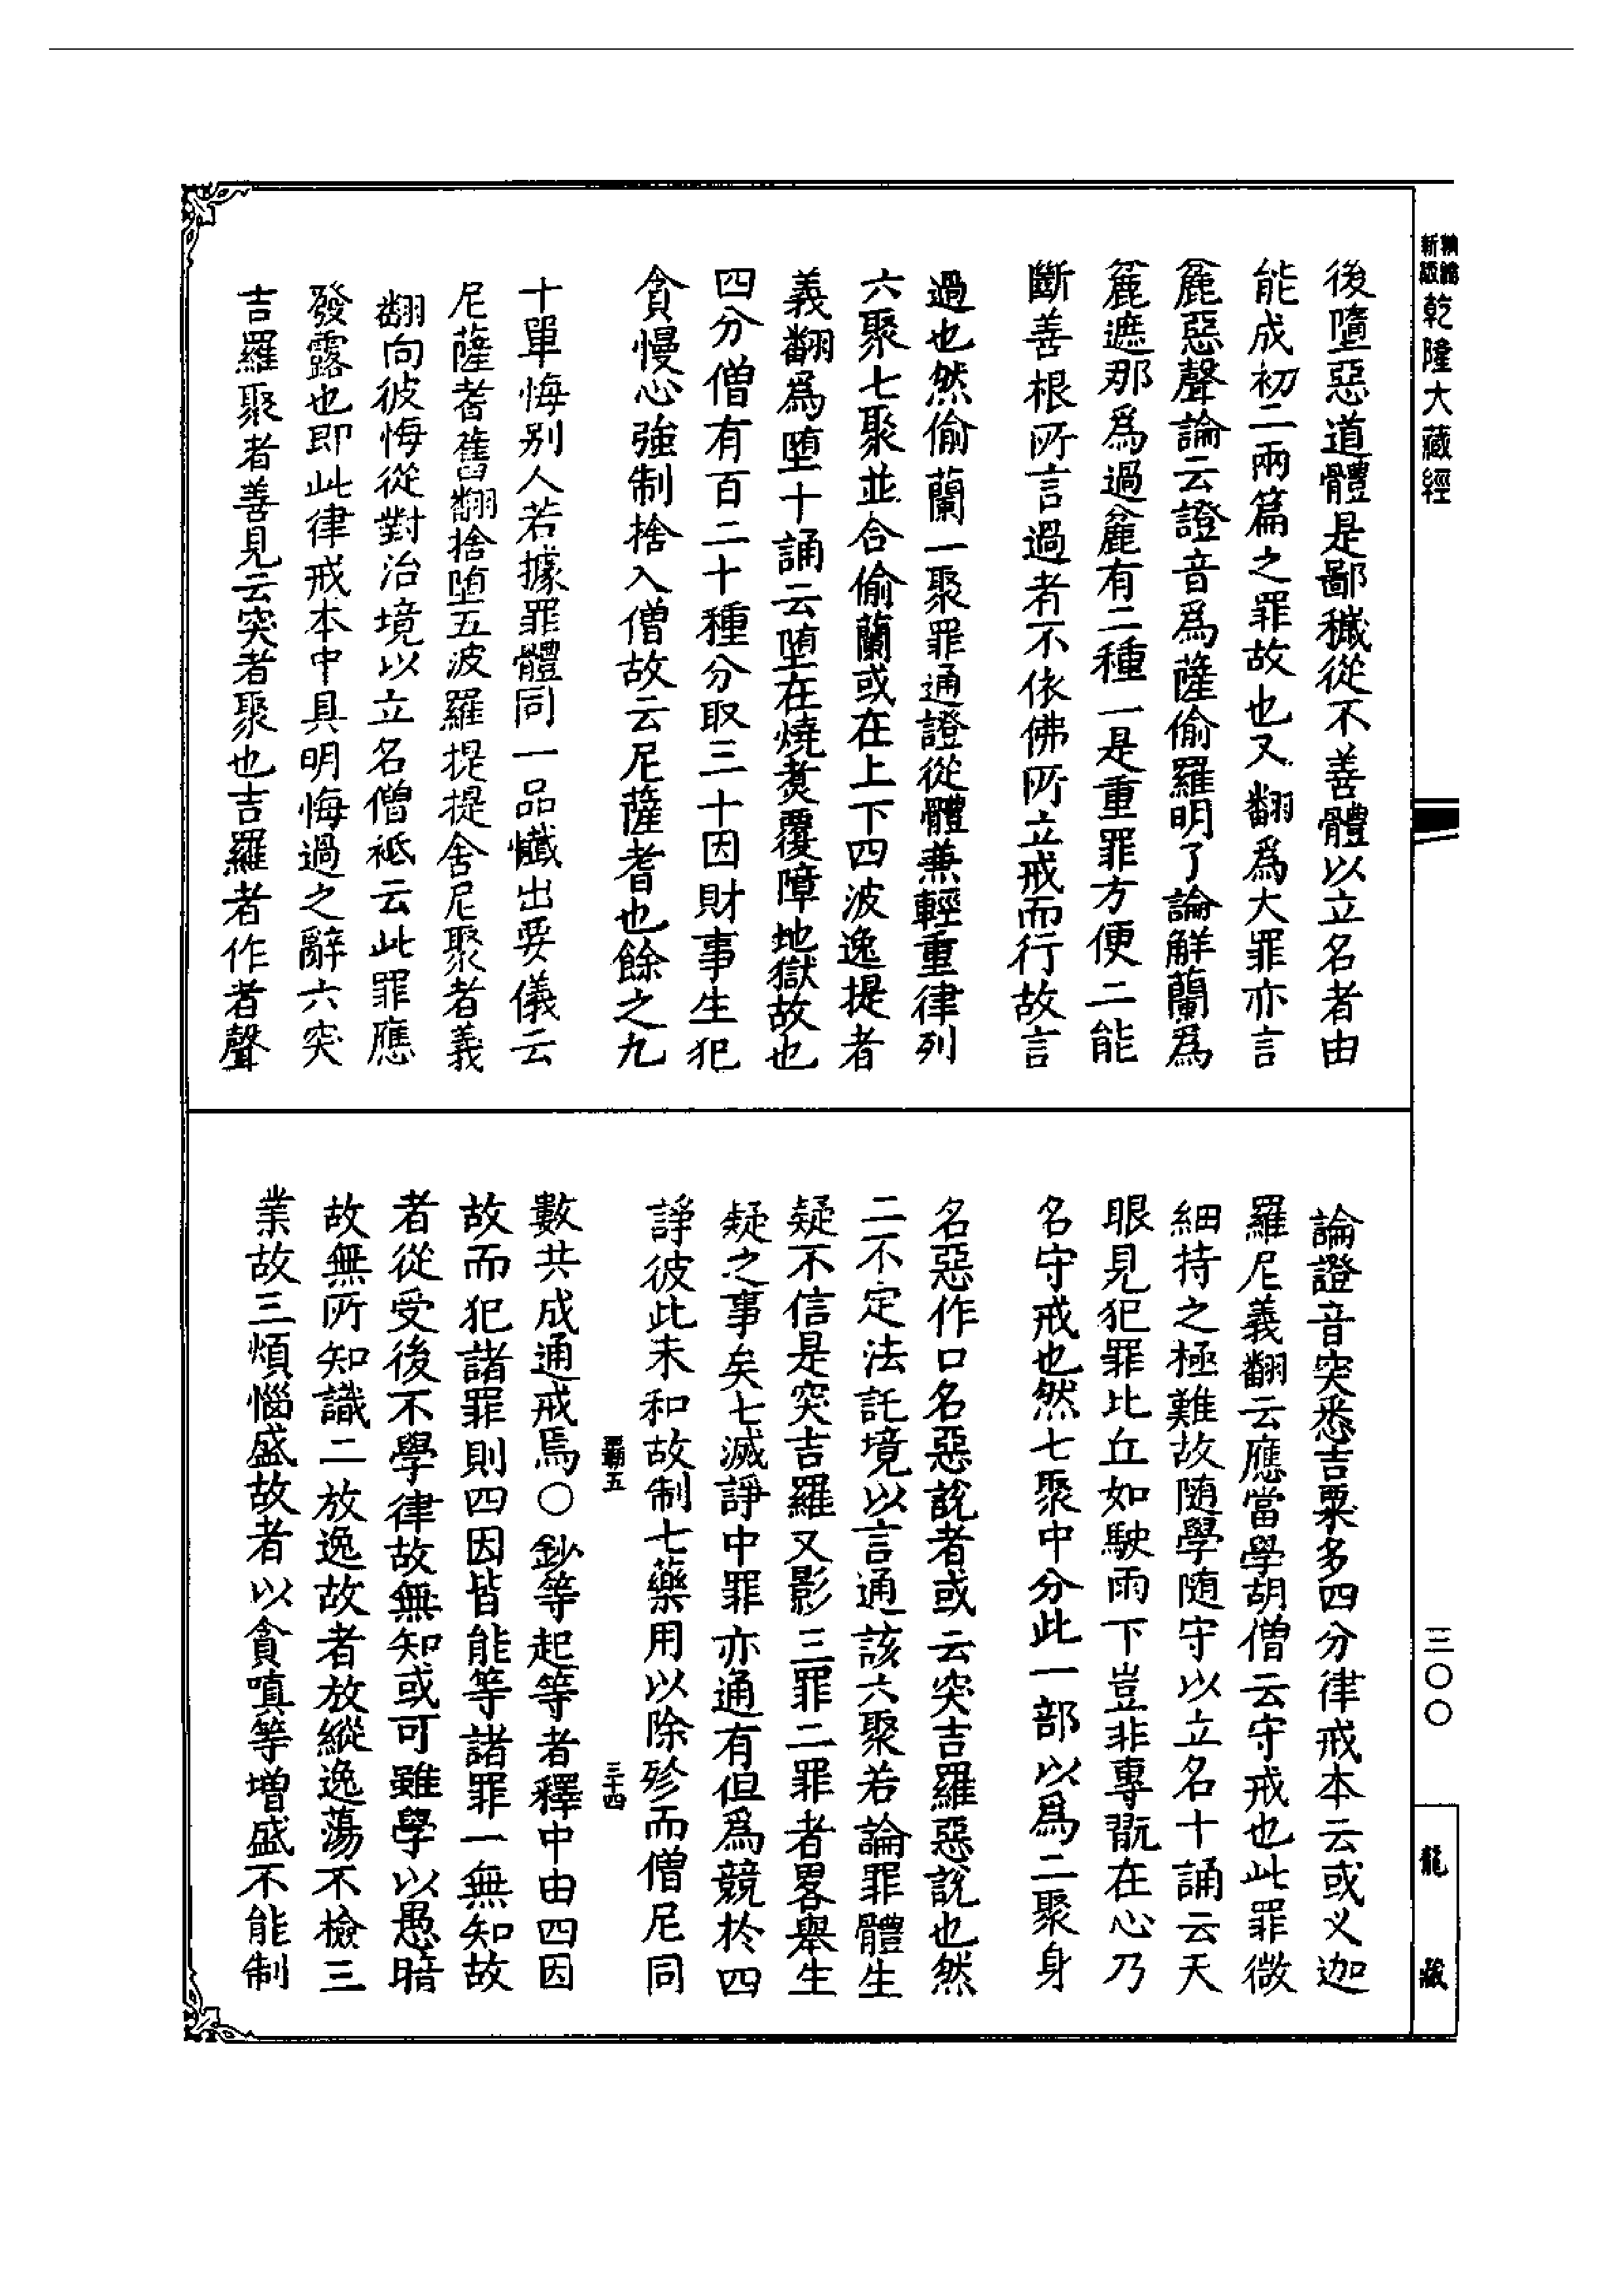 新編
縮版
乾隆大藏經
後墮惡道體是鄙穢從不善體以立名者由
能成初二兩篇之罪故也又翻爲大罪亦言
麁惡聲論云證音爲薩偷羅明了論解蘭爲
麁遮那爲過麁有二種一是重罪方便二能
斷善根所言過者不依佛所立戒而行故言
過也然偷蘭一聚罪通證從體兼輕重律列
六聚七聚並合偷蘭或在上下四波逸提者
義翻爲墮十誦云墮在燒煑覆障地獄故也
四分僧有百二十種分取三十因財事生犯
貪慢心強制捨入僧故云尼薩耆也餘之九
十單悔别人若據罪體同一品懺出要儀云
尼薩耆舊翻捨墮五波羅提提舍尼聚者義
翻向彼悔從對治境以立名僧祇云此罪應
發露也即此律戒本中具明悔過之辭六突
吉羅聚者善見云突者聚也吉羅者作者聲
論證音突悉吉栗多四分律戒本云或义迦
羅尼義翻云應當學胡僧云守戒也此罪微
細持之極難故随學随守以立名十誦云天
眼見犯罪比丘如駛雨下豈非專翫在心乃
名守戒也然七聚中分此一部以爲二聚身
名惡作口名惡說者或云突吉羅惡說也然
二不定法託境以言通該六聚若論罪體生
疑不信是突吉羅又影三罪二罪者畧舉生
疑之事矣七滅諍中罪亦通有但爲競於四
諍彼此未和故制七藥用以除殄而僧尼同
五
三十四
數共成通戒焉〇鈔等起等者釋中由四因
故而犯諸罪則四因皆能等諸罪一無知故
者從受後不學律故無知或可雖學以愚暗
故無所知識二放逸故者放縱逸蕩不檢三
業故三煩惱盛故者以貪嗔等增盛不能制
三〇〇
龍藏